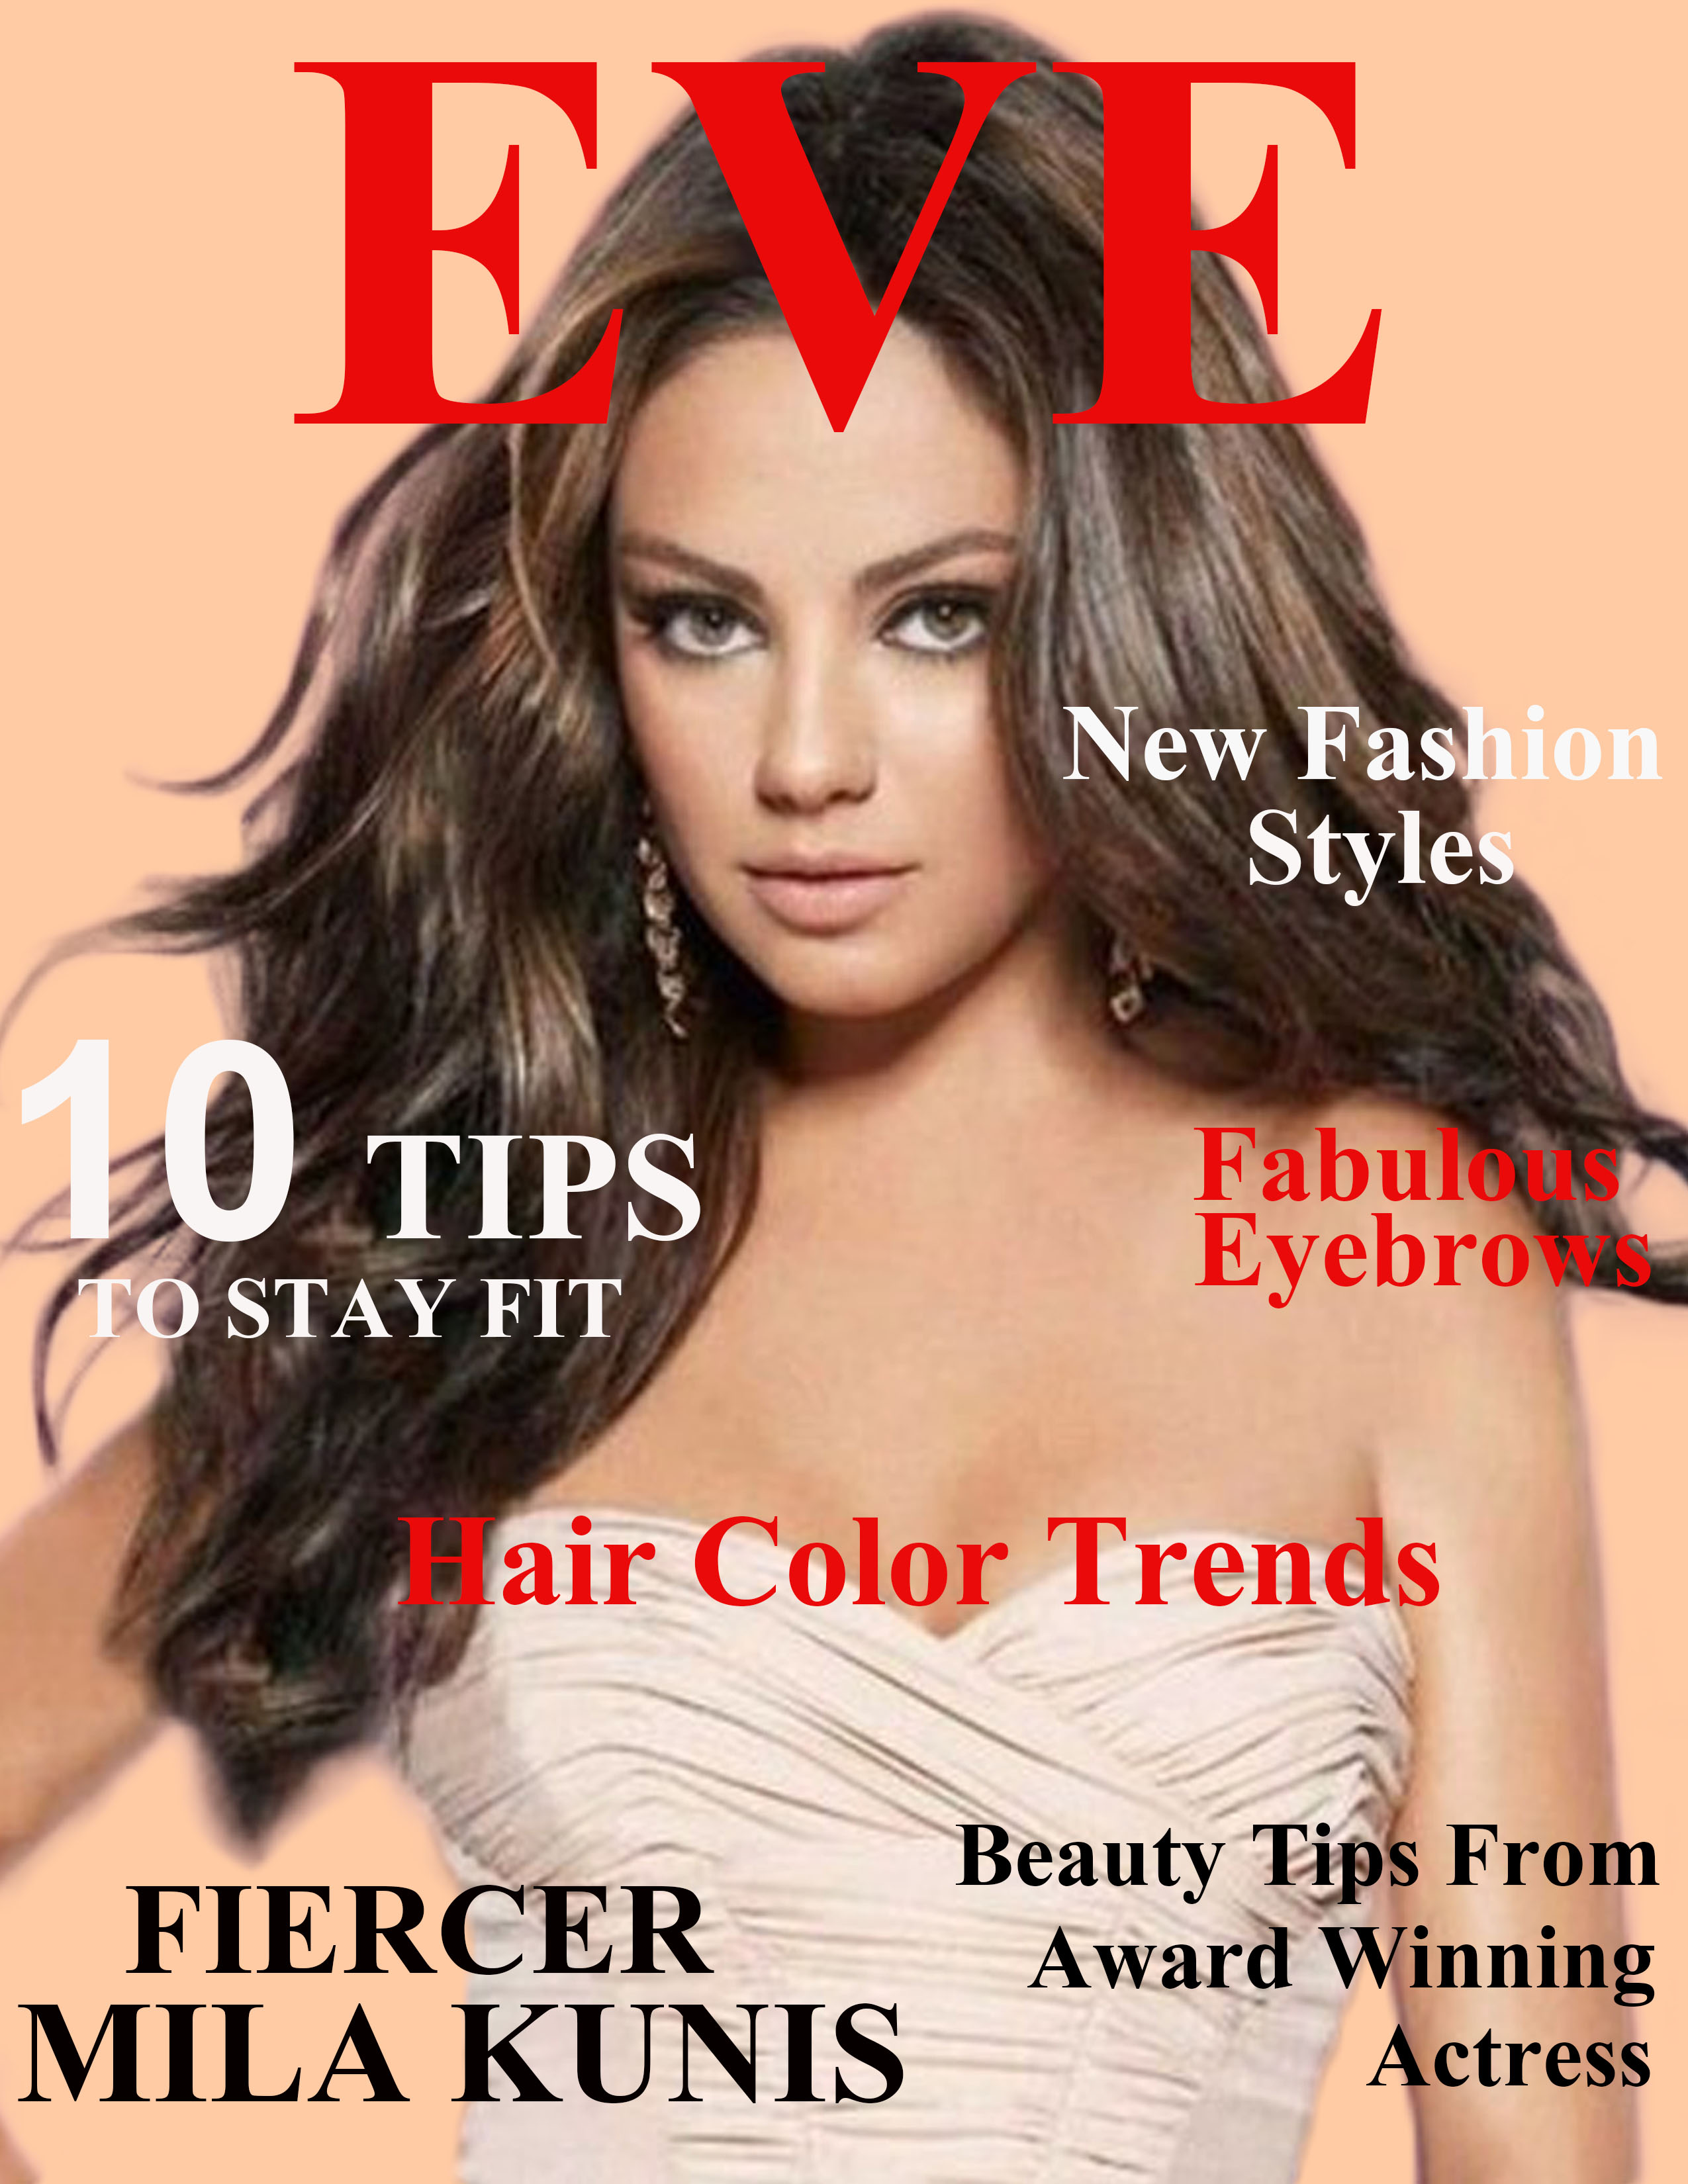 EVE
New Fashion
Styles
10 TIPS
TO STAY FIT
Fabulous
Eyebrows
Hair Color Trends
FIERCER
MILA KUNIS
Beauty Tips From
Award Winning
Actress